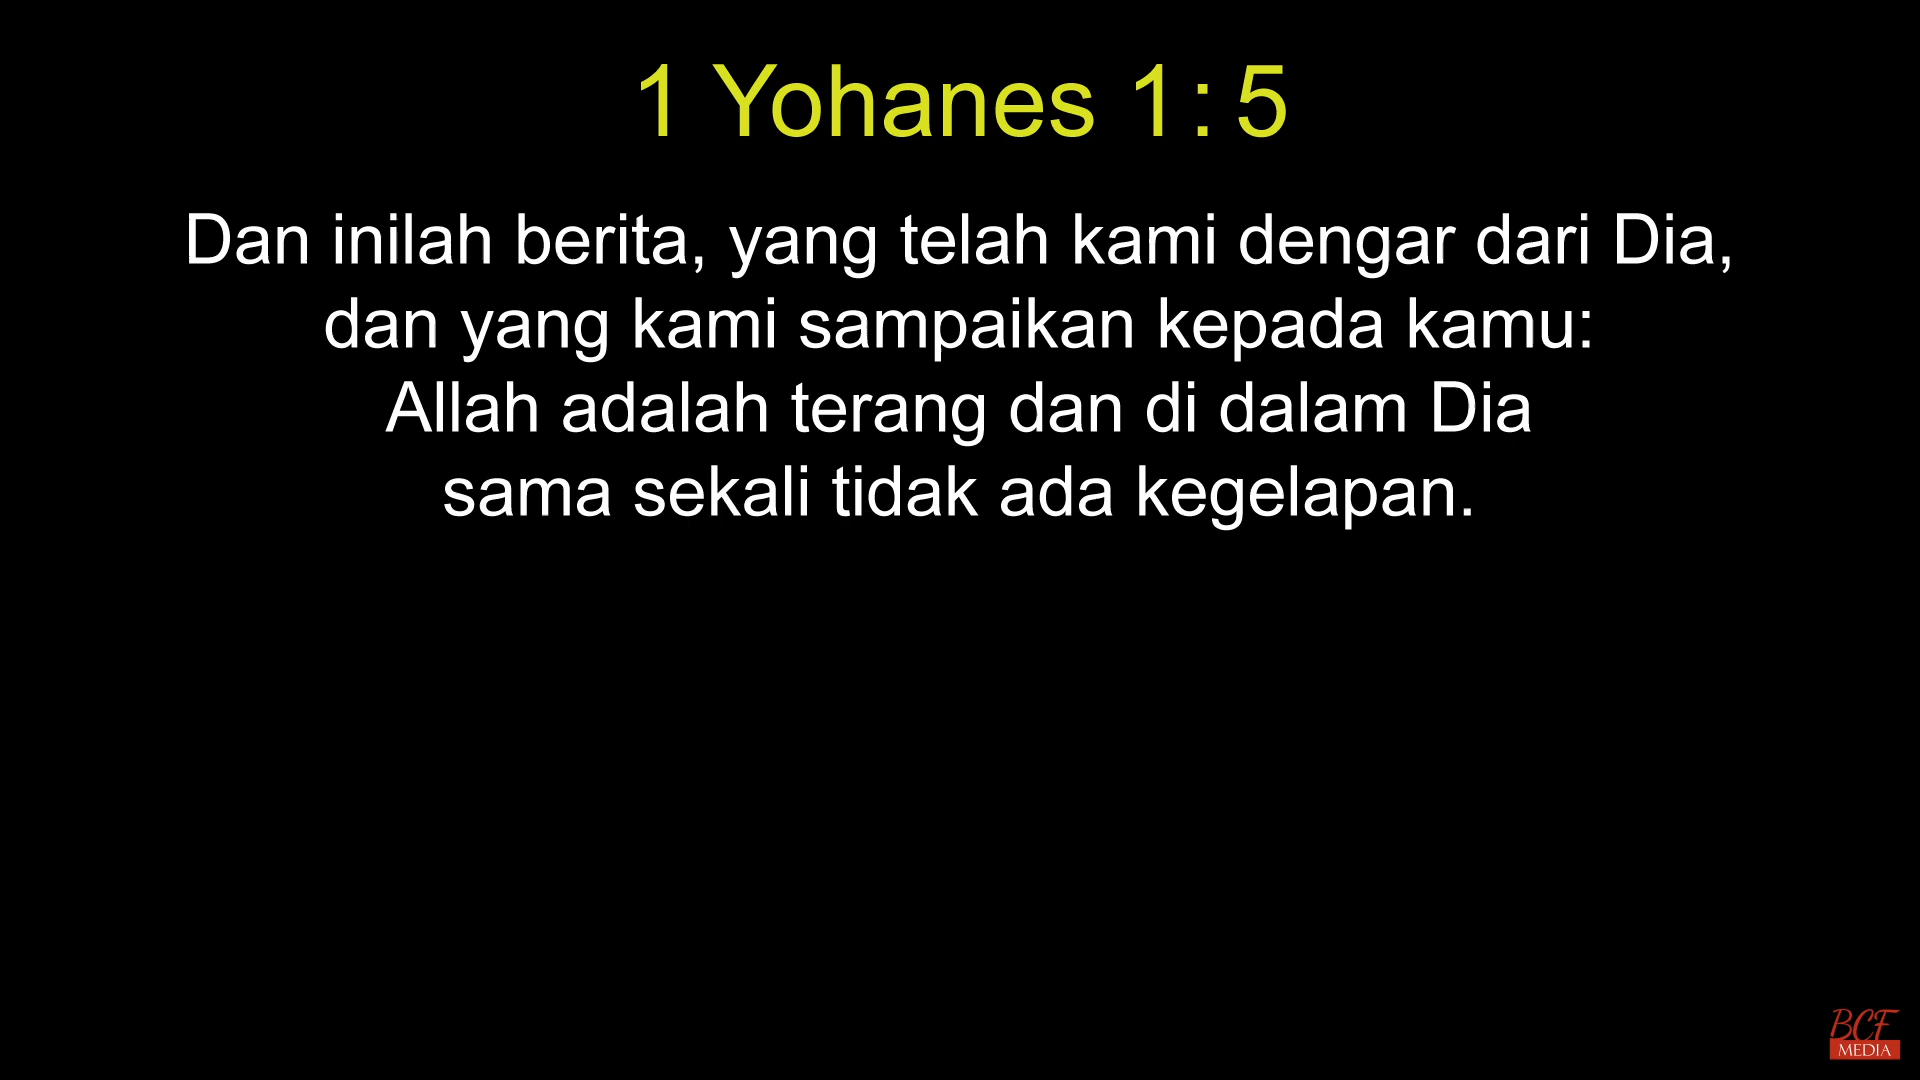 1 Yohanes 1: 5
Dan inilah berita, yang telah kami dengar dari Dia,
dan yang kami sampaikan kepada kamu:
Allah adalah terang dan di dalam Dia
sama sekali tidak ada kegelapan.
BCF
MEDIA